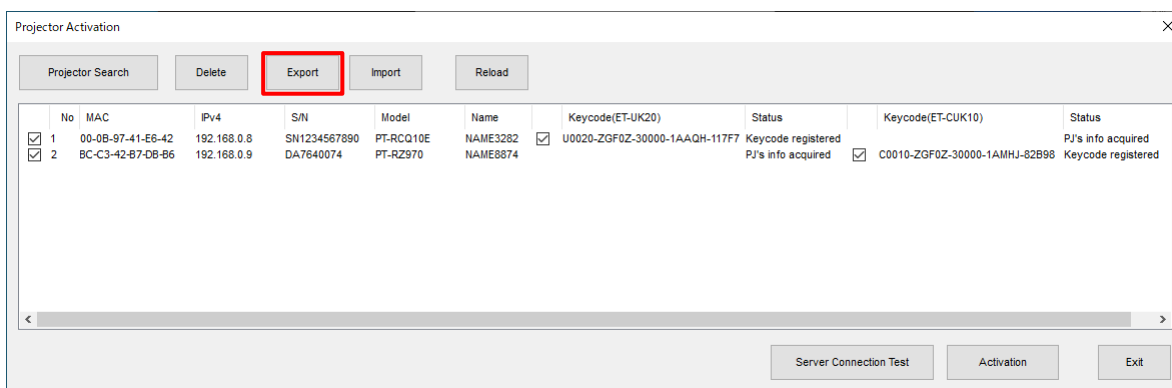 Projector Activation
Projector Search Delete Export Import Reload
No MAC IPv4 S/N Model Name Keycode(ET-UK20) Status Keycode(ET-CUK10) Status
1 00-0B-97-41-E6-42 192.168.0.8 SN1234567890 PT-RCQ10E NAME3282 U0020-ZGF0Z-30000-1AAQH-117F7 Keycode registered PJ's info acquired
2 BC-C3-42-B7-DB-B6 192.168.0.9 DA7640074 PT-RZ970 NAME8874 PJ's info acquired C0010-ZGF0Z-30000-1AMHJ-82B98 Keycode registered
Server Connection Test Activation Exit